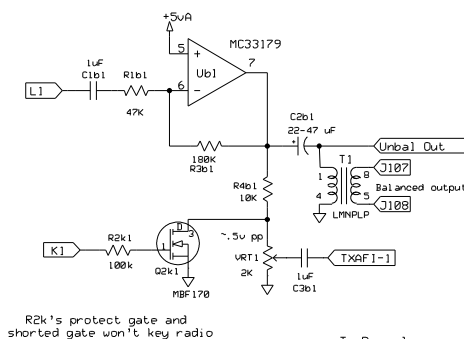 +5vA
MC33179
5
+
Ub1
7
1uF
C1b1
R1b1
6
-
L1
47K
C2b1
22-47 uF
+
Unbal Out
180K
R3b1
T1
1
8
J107
Balanced output
4
5
J108
LMNPLP
R4b1
10K
D
3
~.5v pp
K1
R2k1
1
100k
VRT1
2K
TXAF1-1
1uF
C3b1
Q2k1
MBF170
R2k's protect gate and
shorted gate won't key radio